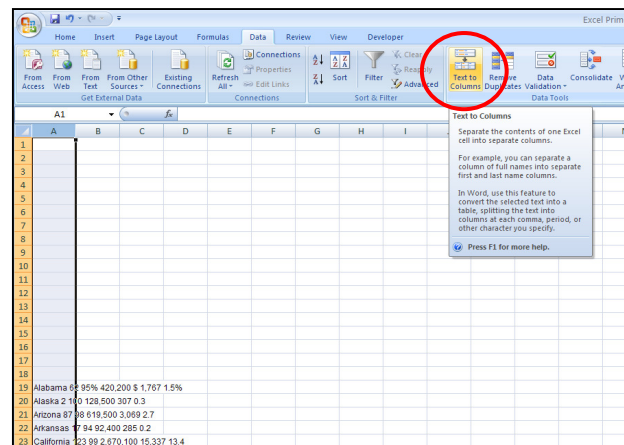 Excel Prim
Home Insert Page Layout Formulas Data Review View Developer
From Access From Web From Text From Other Sources Existing Connections Refresh All Connections Properties Edit Links Sort Filter Clear Reapply Advanced Text to Columns Remove Duplicates Data Validation Consolidate
Get External Data Connections Sort & Filter Data Tools
A1 fx
A B C D E F G H I
Text to Columns
Separate the contents of one Excel
cell into separate columns.
For example, you can separate a
column of full names into separate
first and last name columns.
In Word, use this feature to
convert the selected text into a
table, splitting the text into
columns at each comma, period, or
other character you specify.
Press F1 for more help.
1
2
3
4
5
6
7
8
9
10
11
12
13
14
15
16
17
18
19 Alabama 95% 420,200 $ 1,767 1.5%
20 Alaska 2 100 128,500 307 0.3
21 Arizona 87 98 619,500 3,069 2.7
22 Arkansas 17 94 92,400 285 0.2
23 California 123 99 2,670,100 15,337 13.4